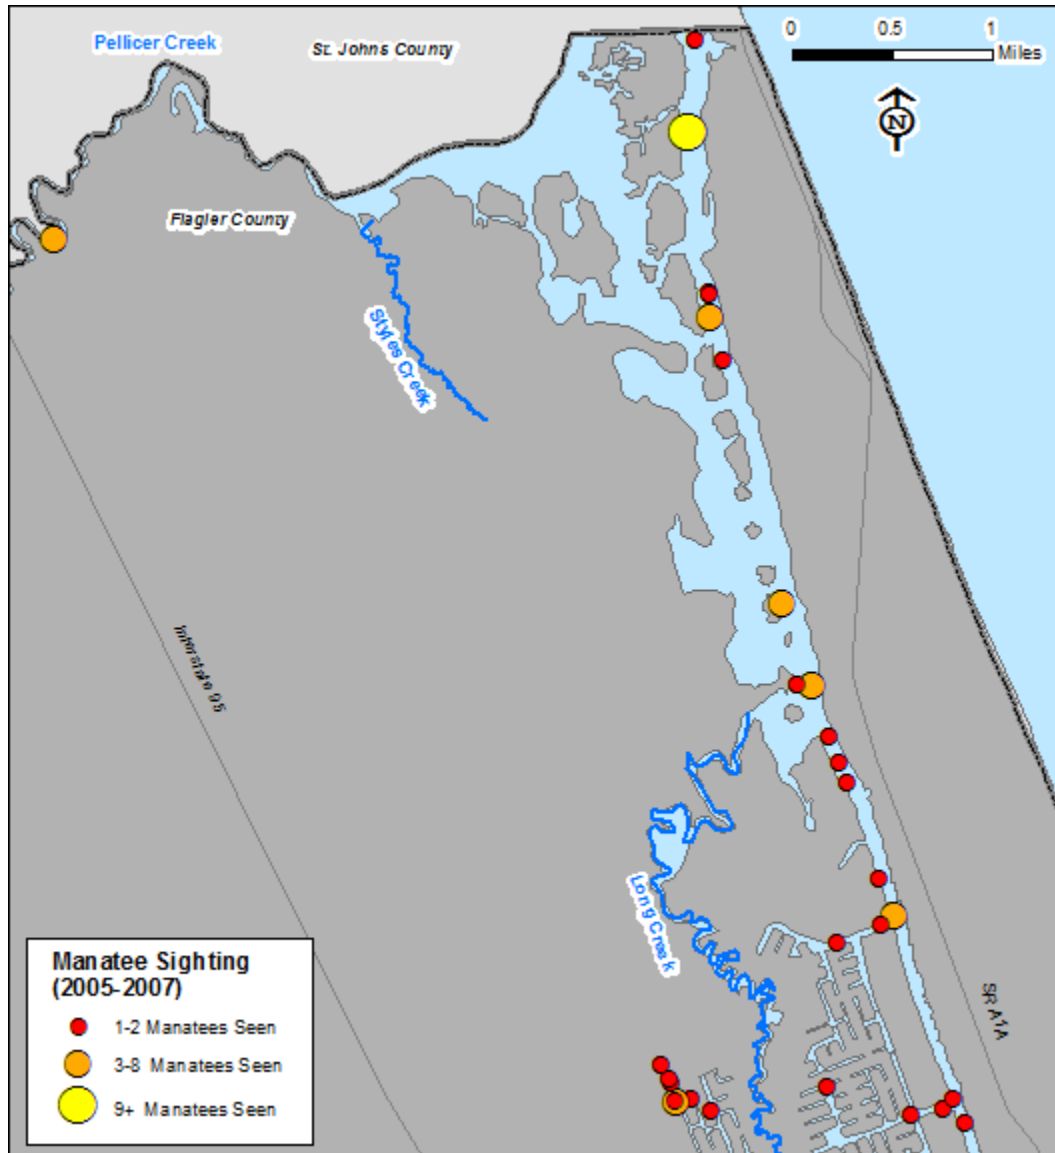 Pellicer Creek
St. Johns County
0 0.5 1
Miles
N
Flagler County
Styles Creek
Interstate 95
Long Creek
SR A1A
Manatee Sighting
(2005-2007)
1-2 Manatees Seen
3-8 Manatees Seen
9+ Manatees Seen